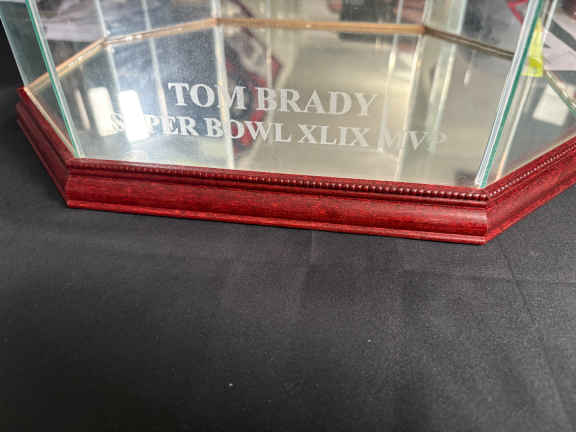 TOM BRADY
SUPER BOWL XLIX MVP